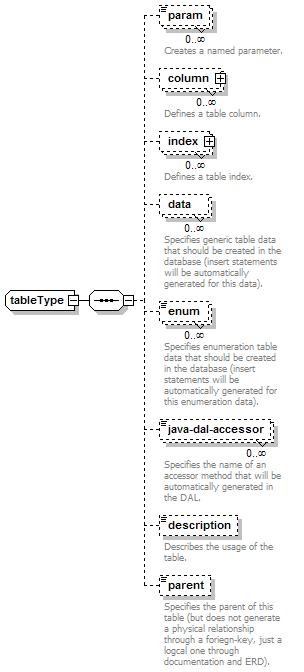 param
0..∞
Creates a named parameter.
column
0..∞
Defines a table column.
index
0..∞
Defines a table index.
data
0..∞
Specifies generic table data
that should be created in the
database (insert statements
will be automatically
generated for this data).
tableType
enum
0..∞
Specifies enumeration table
data that should be created
in the database (insert
statements will be
automatically generated for
this enumeration data).
java-dal-accessor
0..∞
Specifies the name of an
accessor method that will be
automatically generated in
the DAL.
description
Describes the usage of the
table.
parent
Specifies the parent of this
table (but does not generate
a physical relationship
through a foriegn-key, just a
logcal one through
documentation and ERD).